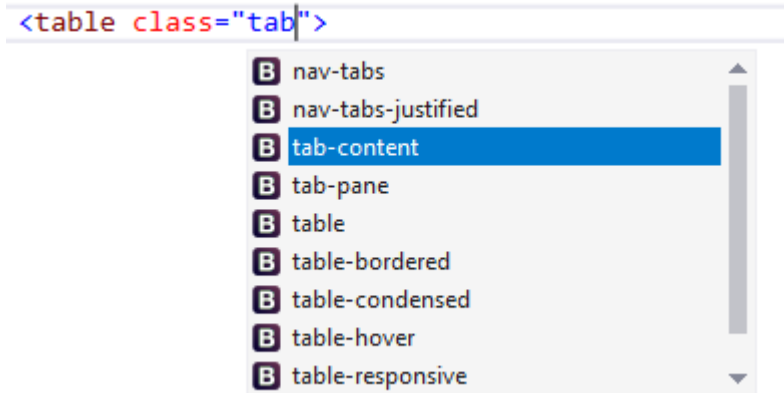 <table class="tab">
B nav-tabs
B nav-tabs-justified
B tab-content
B tab-pane
B table
B table-bordered
B table-condensed
B table-hover
B table-responsive